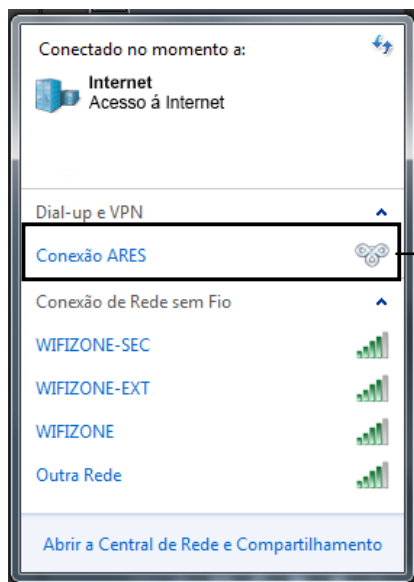 Conectado no momento a:
Internet
Acesso á Internet
Dial-up e VPN
Conexão ARES
Conexão de Rede sem Fio
WIFIZONE-SEC
WIFIZONE-EXT
WIFIZONE
Outra Rede
Abrir a Central de Rede e Compartilhamento